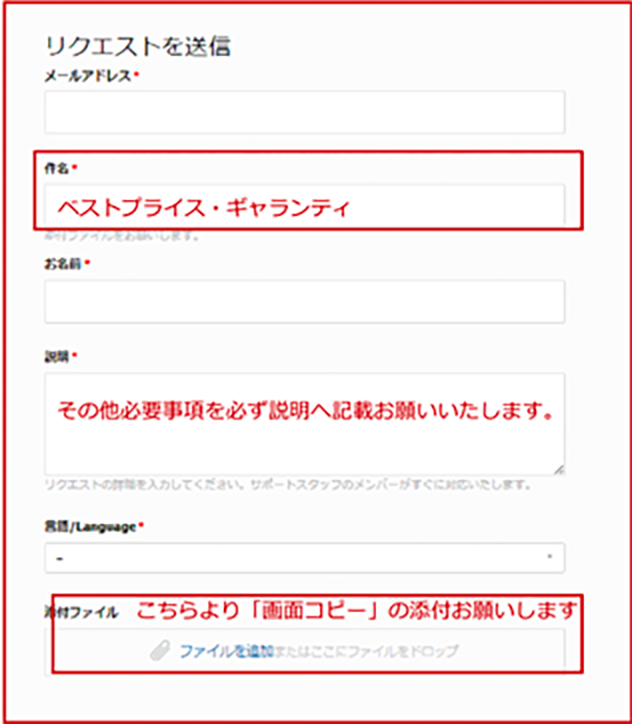 リクエストを送信
メールアドレス*
件名*
ベストプライス・ギャランティ
添付ファイルをお願いします。
お名前*
説明*
その他必要事項を必ず説明へ記載お願いいたします。
リクエストの詳細を入力してください。サポートスタッフのメンバーがすぐに対応いたします。
言語/Language*
-
添付ファイル こちらより「画面コピー」の添付お願いします
ファイルを追加またはここにファイルをドロップ